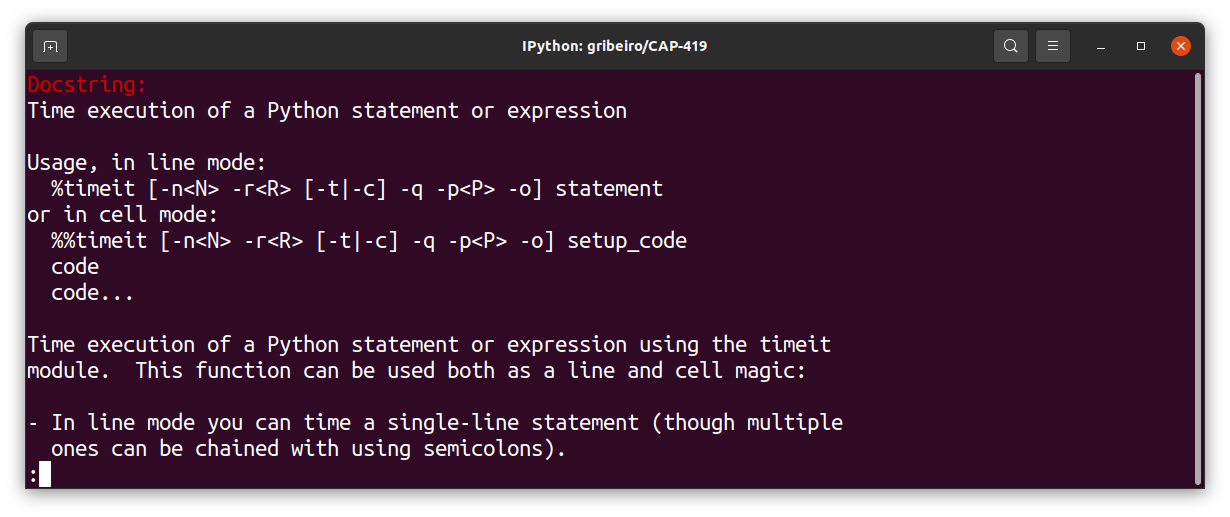 IPython: gribeiro/CAP-419
Docstring:
Time execution of a Python statement or expression

Usage, in line mode:
  %timeit [-n<N> -r<R> [-t|-c] -q -p<P> -o] statement
or in cell mode:
  %%timeit [-n<N> -r<R> [-t|-c] -q -p<P> -o] setup_code
  code
  code...

Time execution of a Python statement or expression using the timeit
module.  This function can be used both as a line and cell magic:

- In line mode you can time a single-line statement (though multiple
  ones can be chained with using semicolons).
: